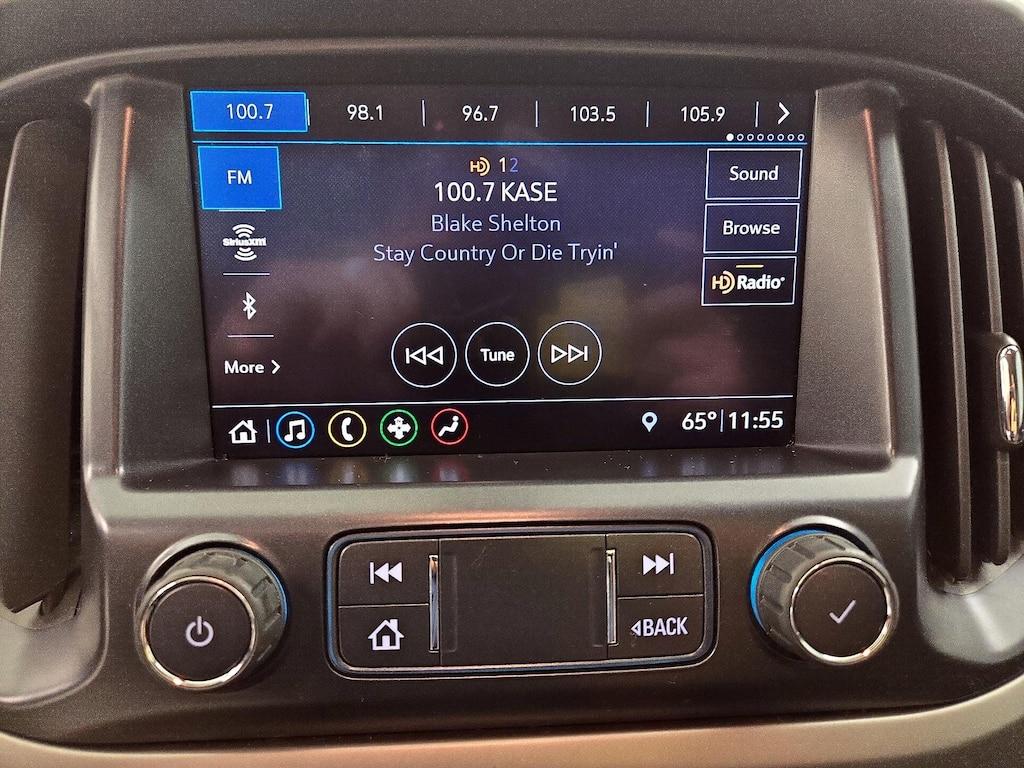 100.7 98.1 96.7 103.5 105.9
FM
HD 1 2
100.7 KASE
Blake Shelton
Stay Country Or Die Tryin'
Sound
SiriusXM
Browse
HD Radio
More
Tune
65° 11:55
BACK